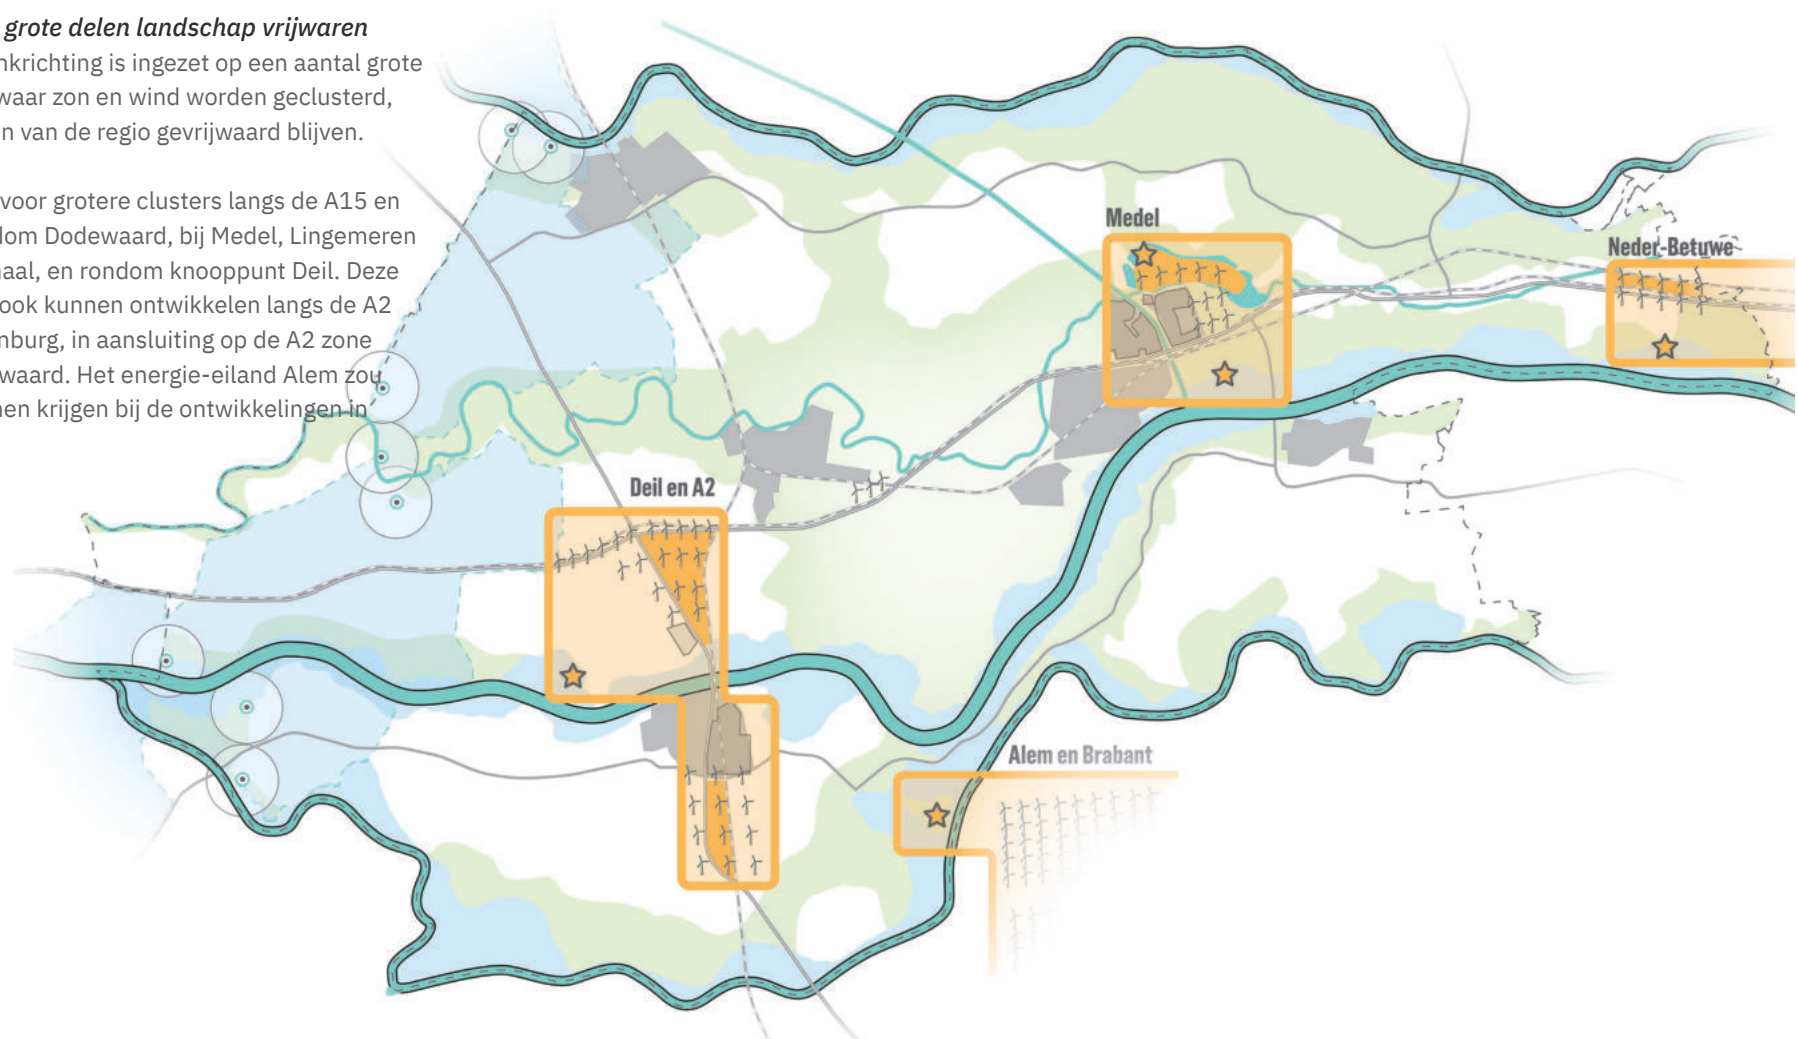 grote delen landschap vrijwaren
nkrichting is ingezet op een aantal grote
waar zon en wind worden geclusterd,
n van de regio gevrijwaard blijven.
voor grotere clusters langs de A15 en
dom Dodewaard, bij Medel, Lingemeren
naal, en rondom knooppunt Deil. Deze
ook kunnen ontwikkelen langs de A2
nburg, in aansluiting op de A2 zone
waard. Het energie-eiland Alem zou
nen krijgen bij de ontwikkelingen in
Medel
Neder-Betuwe
Deil en A2
Alem en Brabant